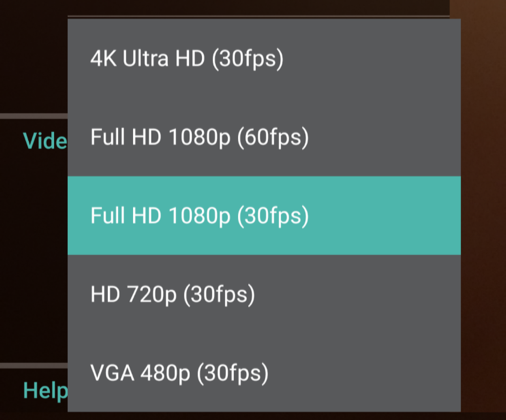 4K Ultra HD (30fps)
Full HD 1080p (60fps)
Vide
Full HD 1080p (30fps)
HD 720p (30fps)
VGA 480p (30fps)
Help